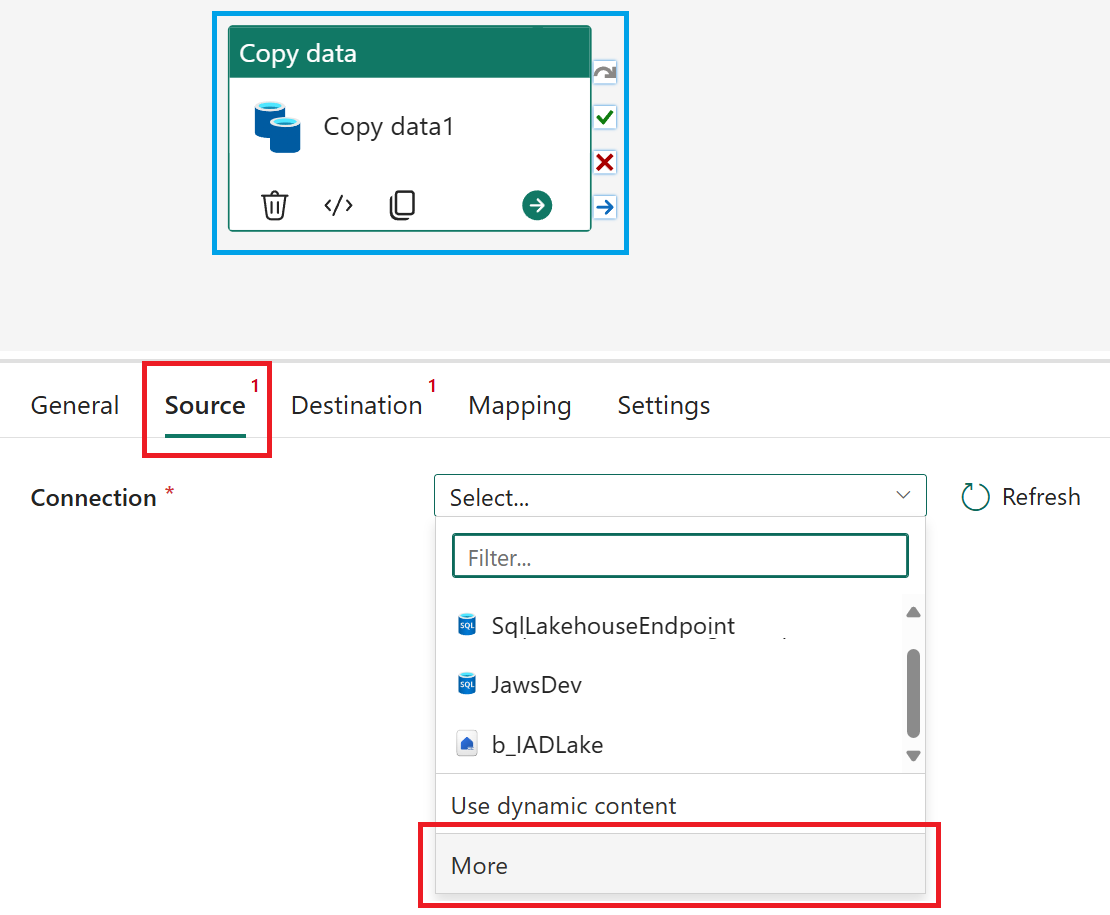 Copy data
Copy data1
General Source 1 Destination 1 Mapping Settings
Connection * Select... Refresh
Filter...
SQL SqlLakehouseEndpoint
SQL JawsDev
b_IADLake
Use dynamic content
More